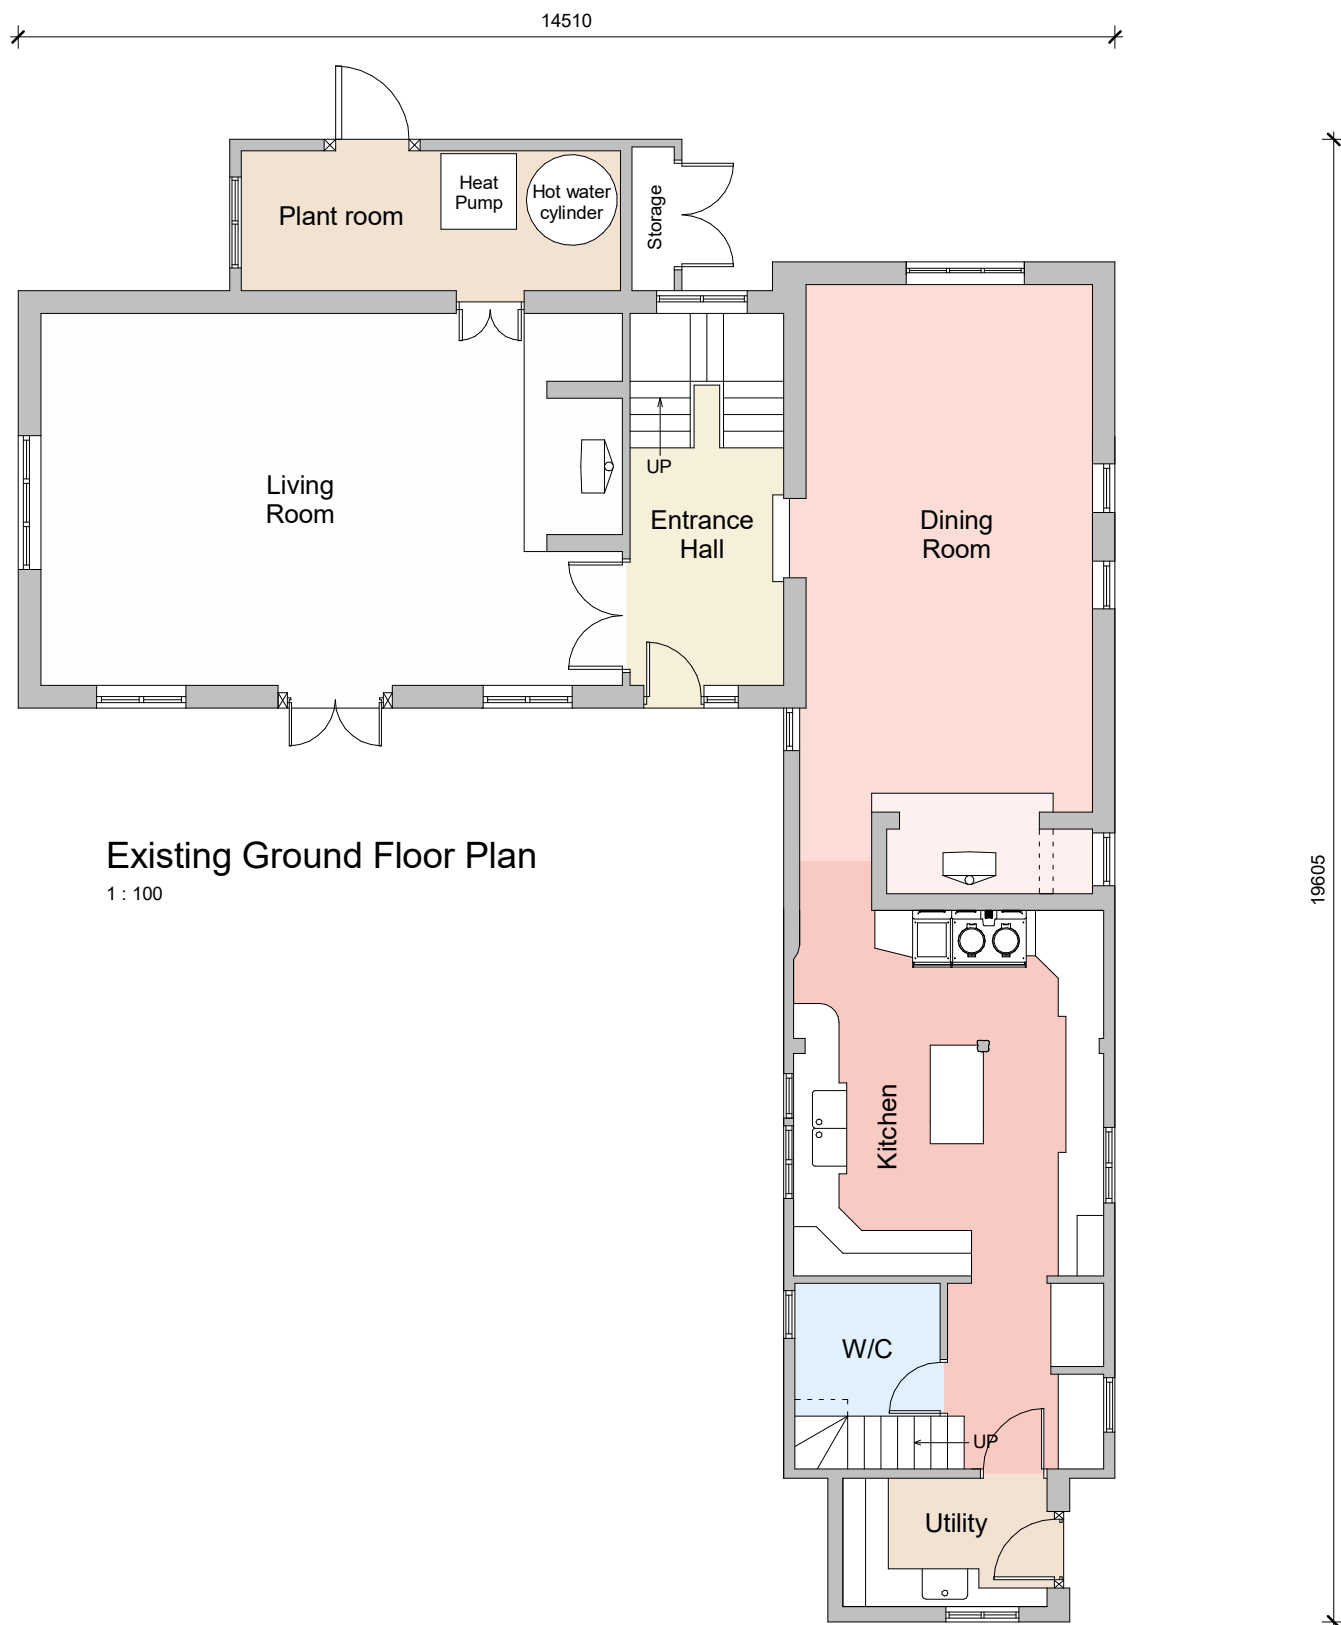 14510
Heat
Pump
Hot water
cylinder
Plant room
Storage
UP
Living
Room
Entrance
Hall
Dining
Room
Existing Ground Floor Plan
1 : 100
19605
Kitchen
W/C
UP
Utility